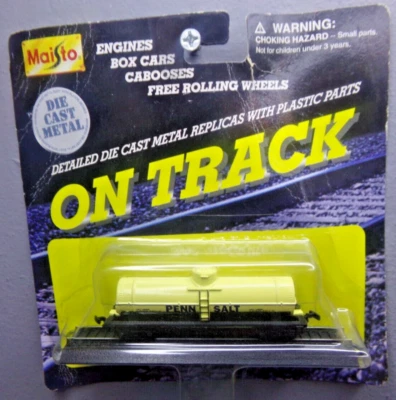 Maisto
ENGINES
BOX CARS
CABOOSES
FREE ROLLING WHEELS
WARNING:
CHOKING HAZARD – Small parts.
Not for children under 3 years.
DIE
CAST
METAL
DETAILED DIE CAST METAL REPLICAS WITH PLASTIC PARTS
ON TRACK
PENN SALT